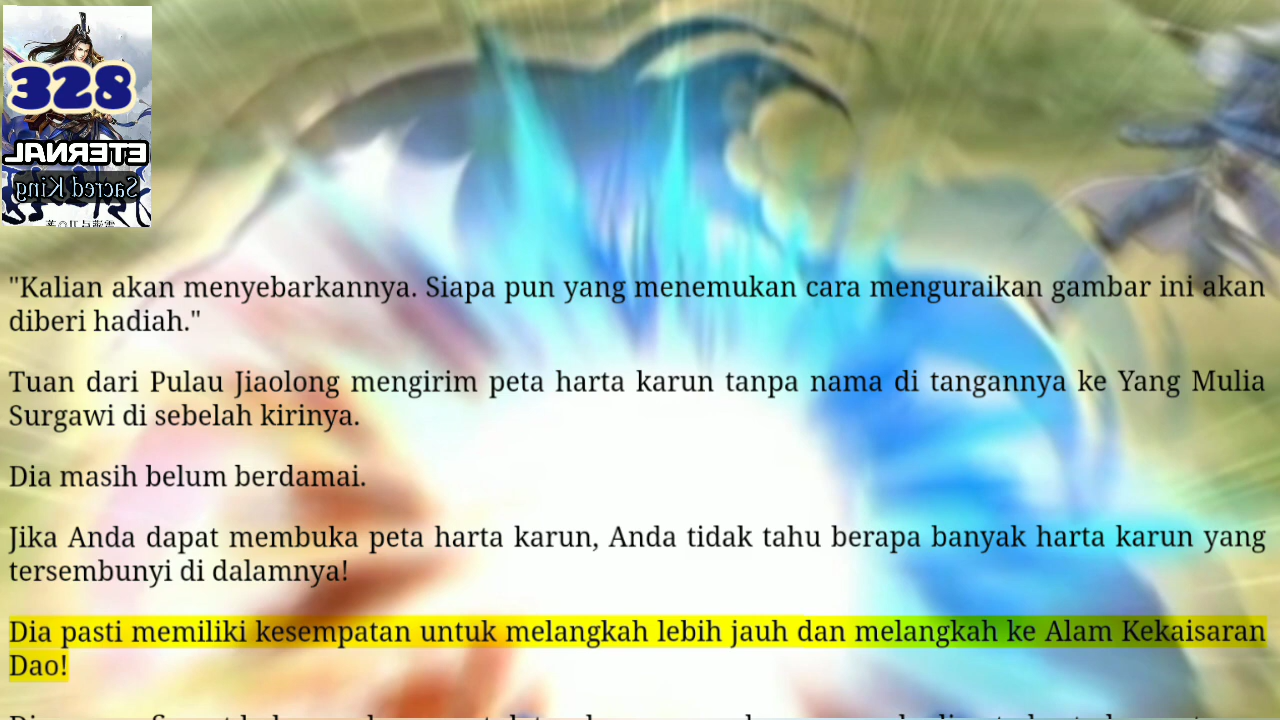 328
ETERNAL
Sacred King
"Kalian akan menyebarkannya. Siapa pun yang menemukan cara menguraikan gambar ini akan
diberi hadiah."
Tuan dari Pulau Jiaolong mengirim peta harta karun tanpa nama di tangannya ke Yang Mulia
Surgawi di sebelah kirinya.
Dia masih belum berdamai.
Jika Anda dapat membuka peta harta karun, Anda tidak tahu berapa banyak harta karun yang
tersembunyi di dalamnya!
Dia pasti memiliki kesempatan untuk melangkah lebih jauh dan melangkah ke Alam Kekaisaran
Dao!